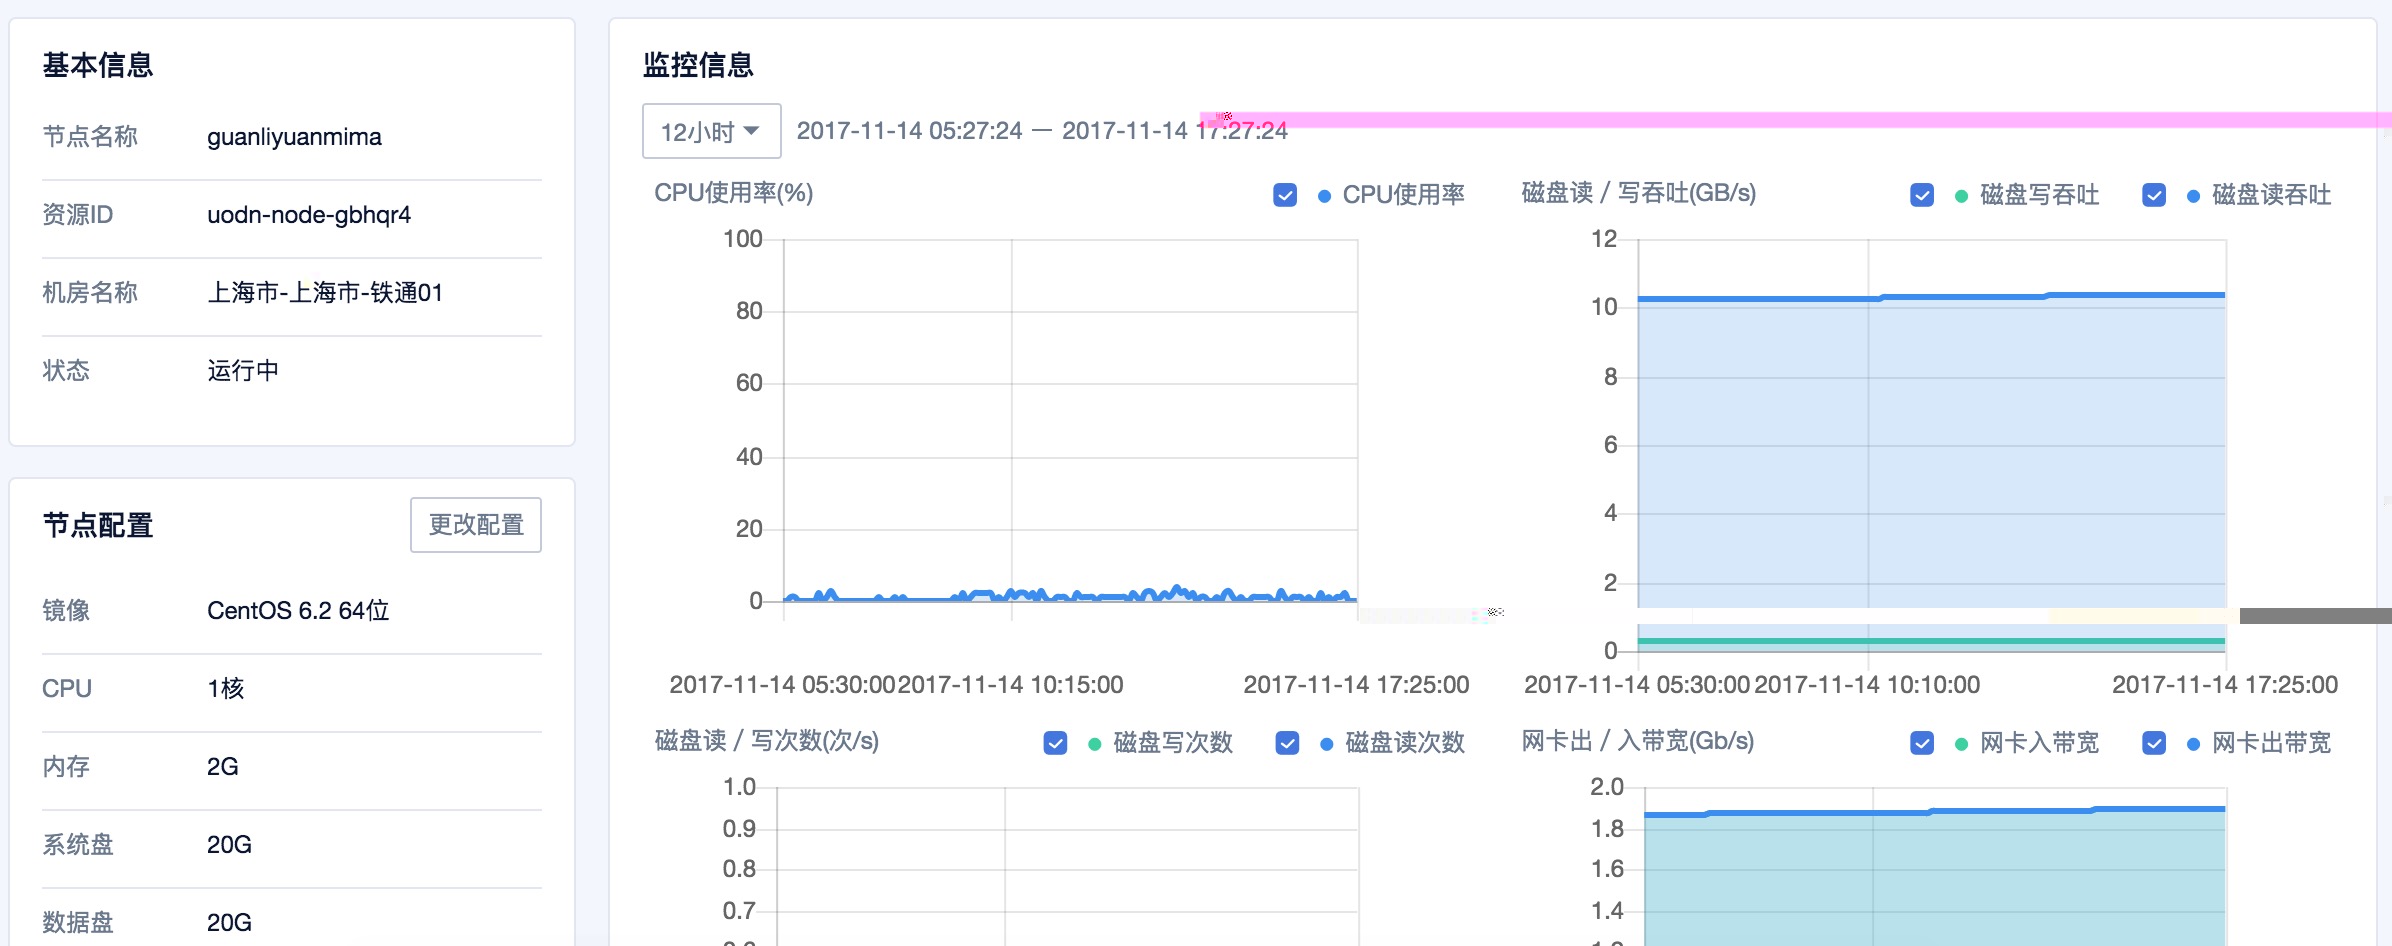 基本信息
节点名称 guanliyuanmima
资源ID uodn-node-gbhqr4
机房名称 上海市-上海市-铁通01
状态 运行中
节点配置 更改配置
镜像 CentOS 6.2 64位
CPU 1核
内存 2G
系统盘 20G
数据盘 20G
监控信息
12小时 2017-11-14 05:27:24 — 2017-11-14 17:27:24
CPU使用率(%) CPU使用率
100
80
60
40
20
0
2017-11-14 05:30:00 2017-11-14 10:15:00 2017-11-14 17:25:00
磁盘读 / 写吞吐(GB/s) 磁盘写吞吐 磁盘读吞吐
12
10
8
6
4
2
0
2017-11-14 05:30:00 2017-11-14 10:10:00 2017-11-14 17:25:00
磁盘读 / 写次数(次/s) 磁盘写次数 磁盘读次数
1.0
0.9
0.8
0.7
网卡出 / 入带宽(Gb/s) 网卡入带宽 网卡出带宽
2.0
1.8
1.6
1.4